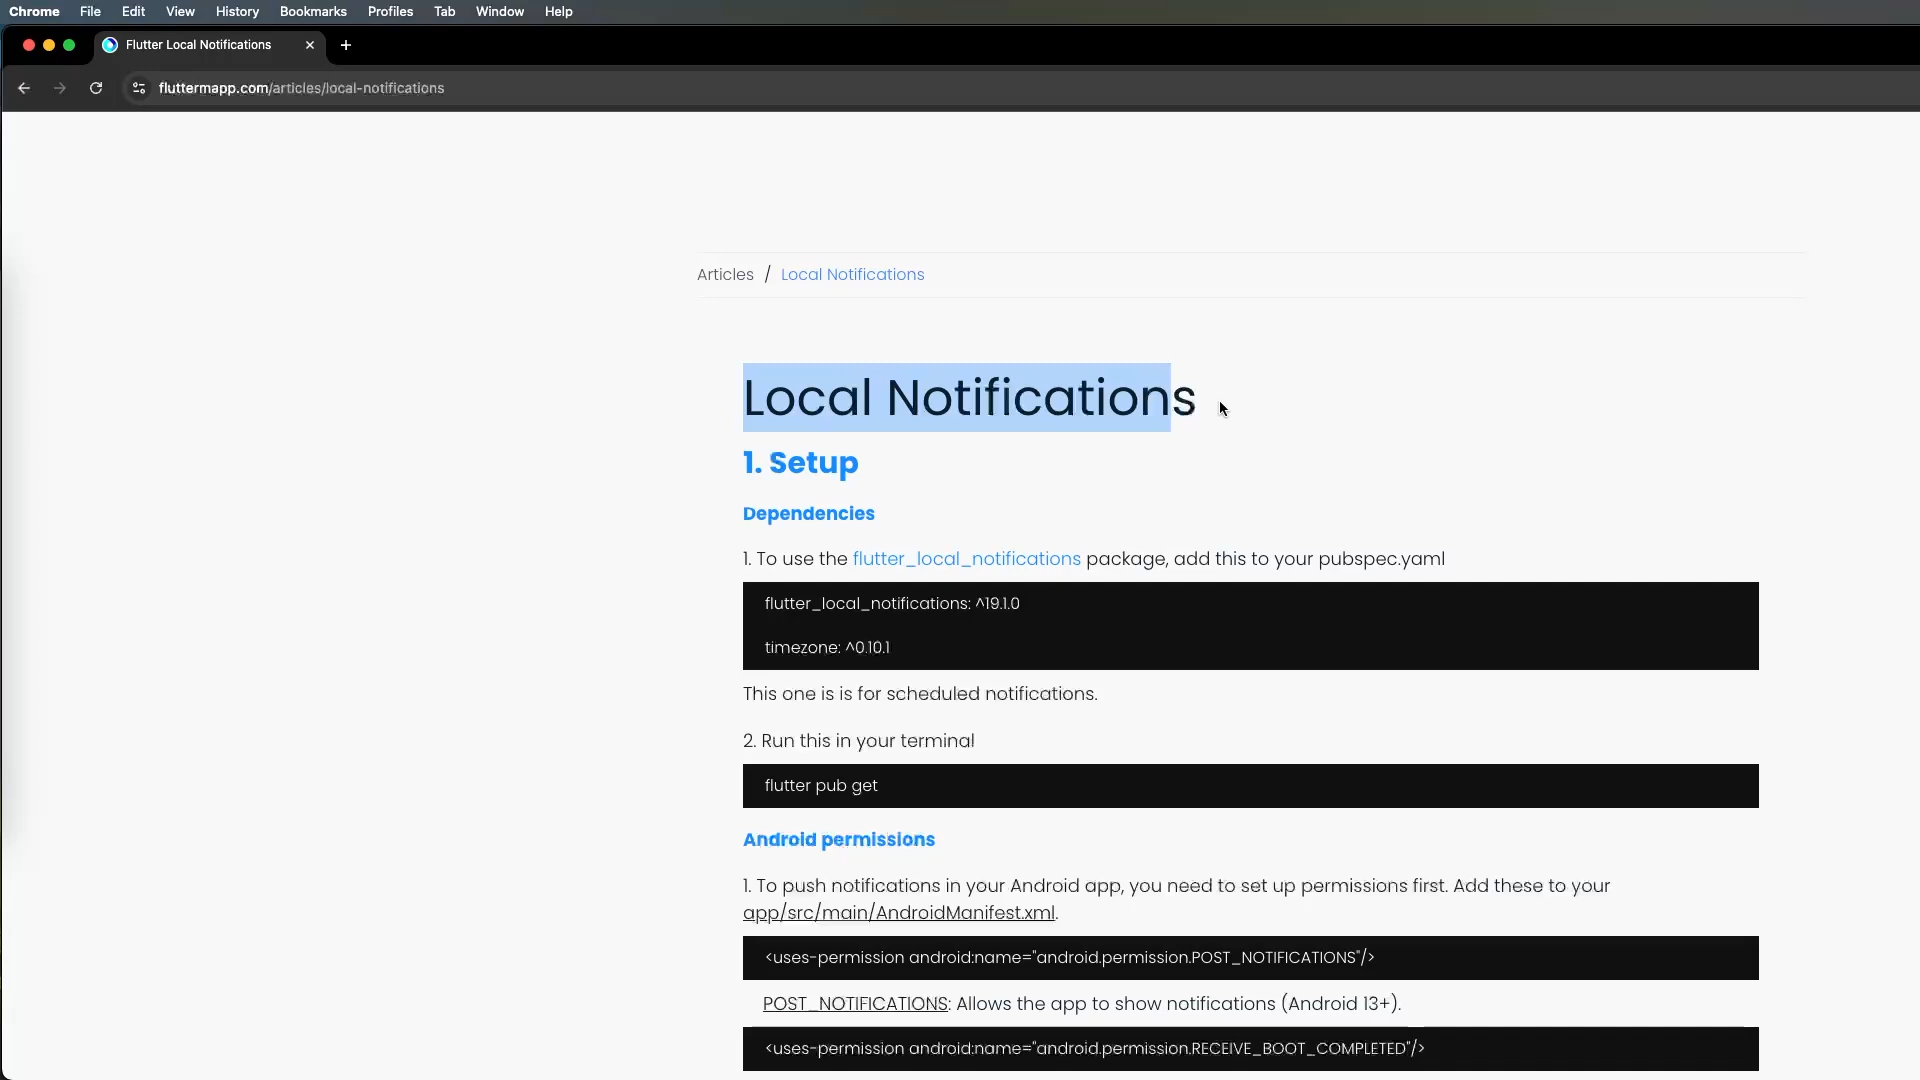 Chrome File Edit View History Bookmarks Profiles Tab Window Help
Flutter Local Notifications
fluttermapp.com/articles/local-notifications
Articles / Local Notifications
Local Notifications
1. Setup
Dependencies
1. To use the flutter_local_notifications package, add this to your pubspec.yaml
flutter_local_notifications: ^19.1.0
timezone: ^0.10.1
This one is is for scheduled notifications.
2. Run this in your terminal
flutter pub get
Android permissions
1. To push notifications in your Android app, you need to set up permissions first. Add these to your
app/src/main/AndroidManifest.xml.
<uses-permission android:name="android.permission.POST_NOTIFICATIONS"/>
POST_NOTIFICATIONS: Allows the app to show notifications (Android 13+).
<uses-permission android:name="android.permission.RECEIVE_BOOT_COMPLETED"/>